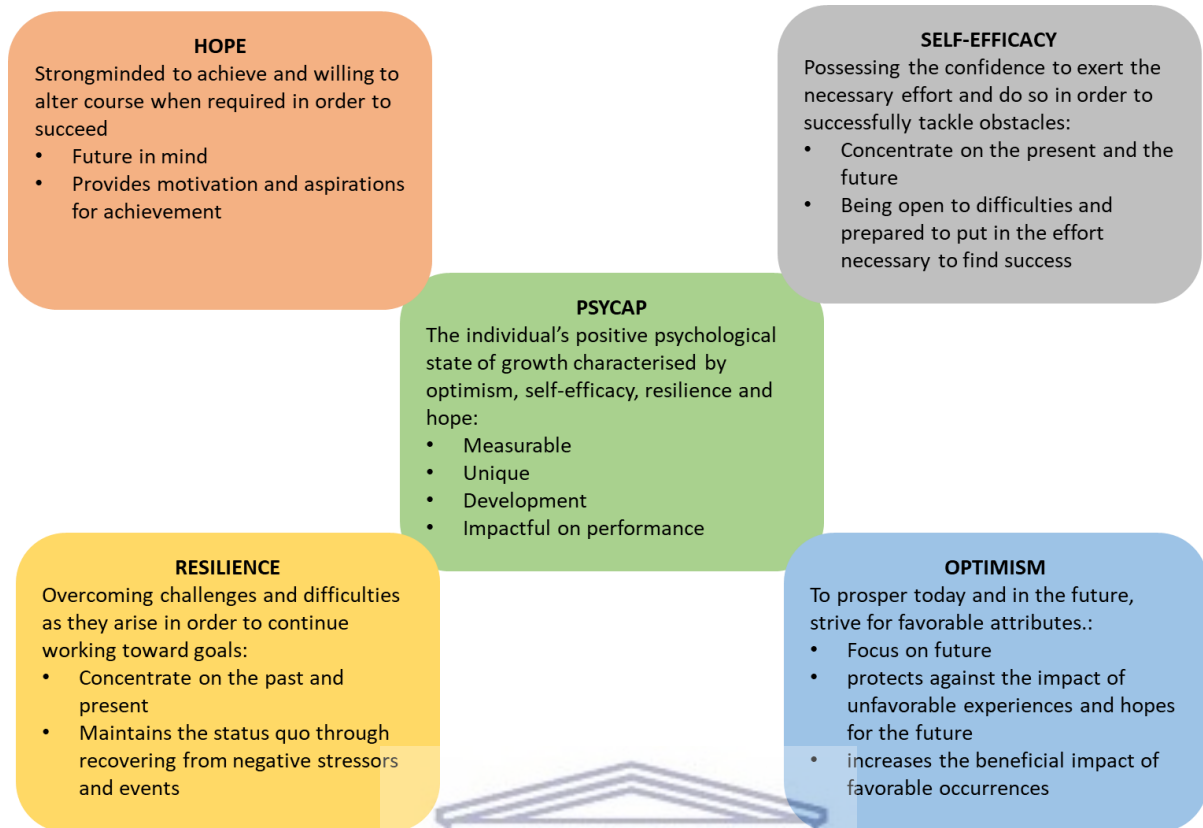 HOPE
Strongminded to achieve and willing to
alter course when required in order to
succeed
• Future in mind
• Provides motivation and aspirations
for achievement
SELF-EFFICACY
Possessing the confidence to exert the
necessary effort and do so in order to
successfully tackle obstacles:
• Concentrate on the present and the
future
• Being open to difficulties and
prepared to put in the effort
necessary to find success
PSYCAP
The individual’s positive psychological
state of growth characterised by
optimism, self-efficacy, resilience and
hope:
• Measurable
• Unique
• Development
• Impactful on performance
RESILIENCE
Overcoming challenges and difficulties
as they arise in order to continue
working toward goals:
• Concentrate on the past and
present
• Maintains the status quo through
recovering from negative stressors
and events
OPTIMISM
To prosper today and in the future,
strive for favorable attributes.:
• Focus on future
• protects against the impact of
unfavorable experiences and hopes
for the future
• increases the beneficial impact of
favorable occurrences